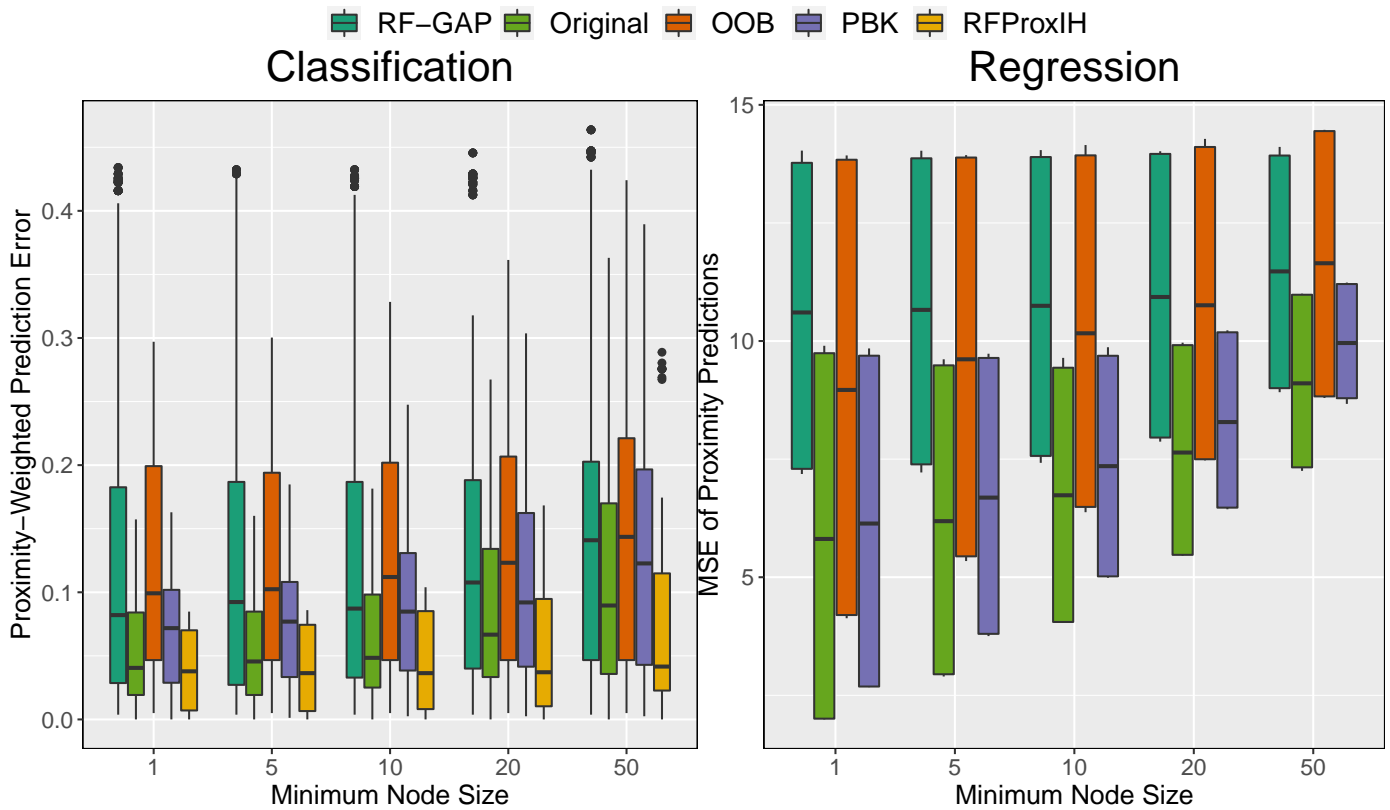 RF−GAP Original OOB PBK RFProxIH
Classification
Regression
Proximity−Weighted Prediction Error
0.4
0.3
0.2
0.1
0.0
1 5 10 20 50
Minimum Node Size
MSE of Proximity Predictions
15
10
5
1 5 10 20 50
Minimum Node Size